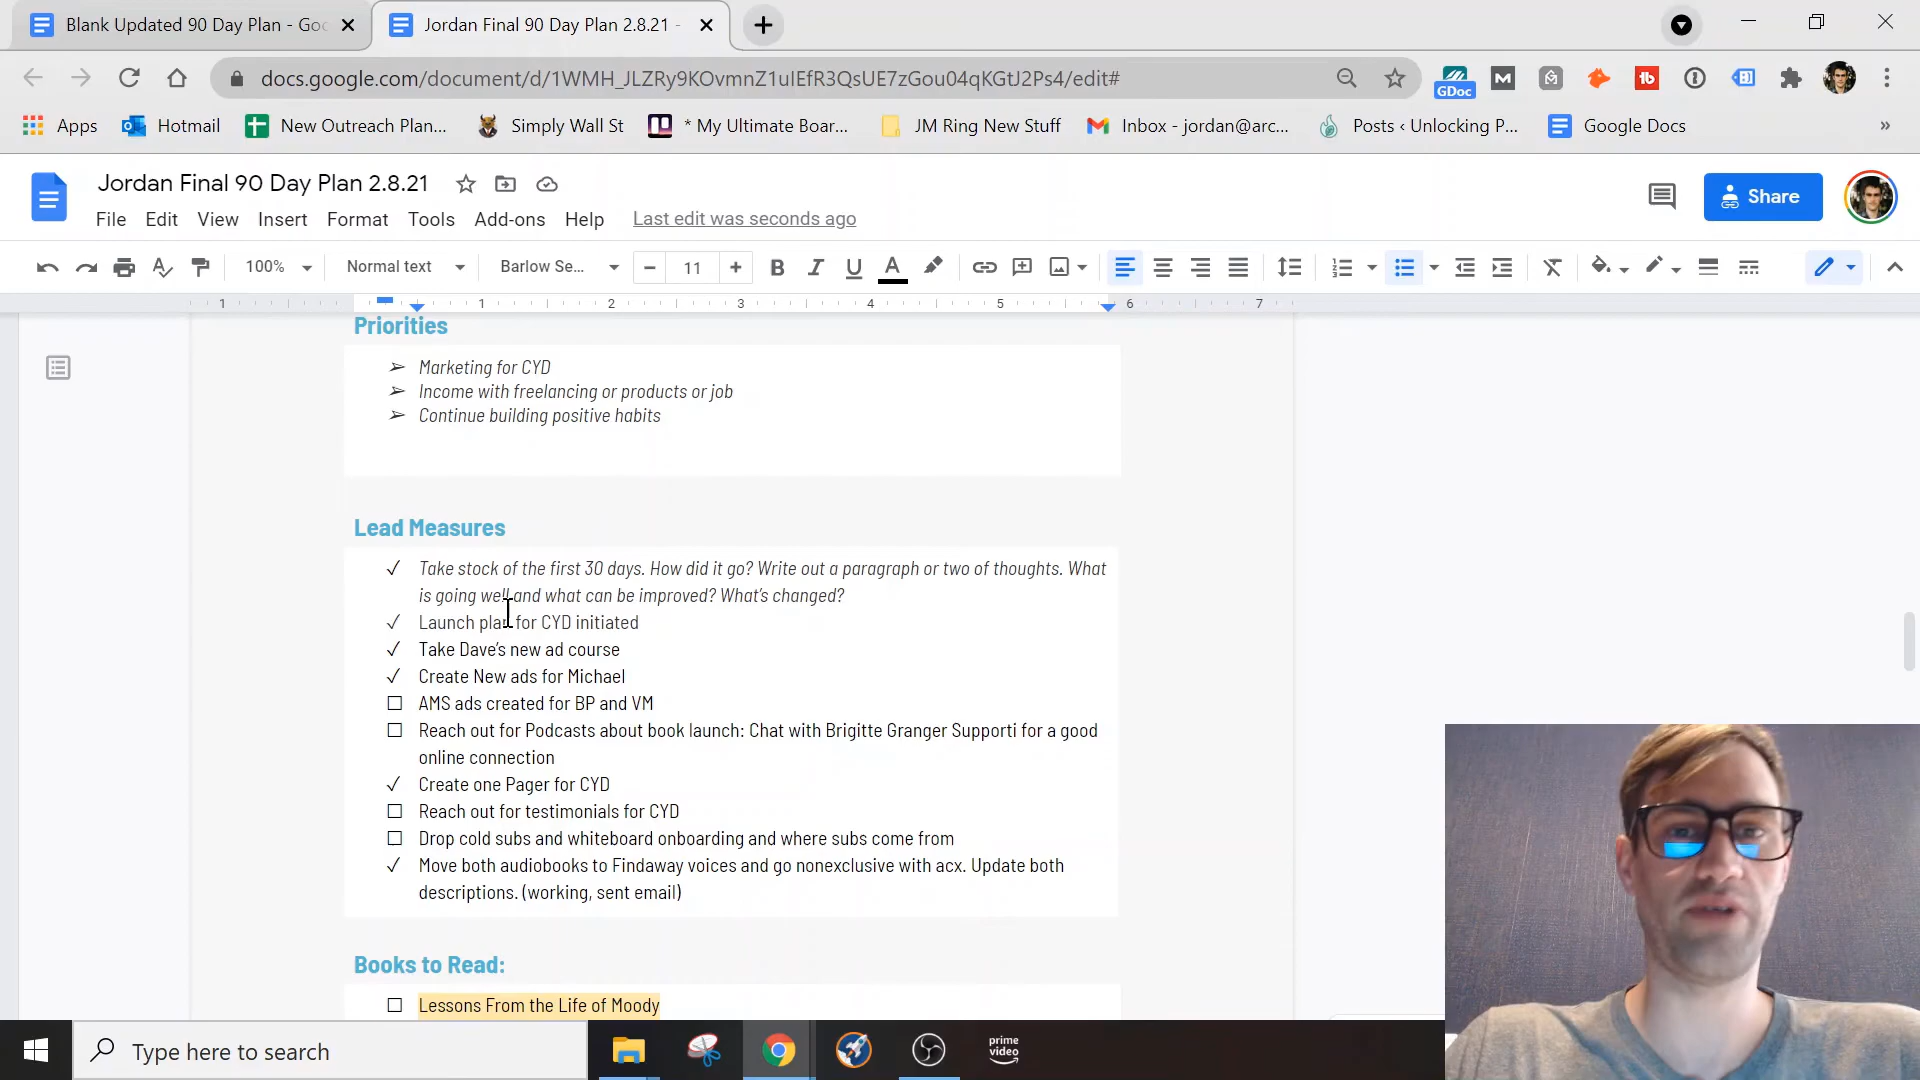 Blank Updated 90 Day Plan - Goo
Jordan Final 90 Day Plan 2.8.21 -
docs.google.com/document/d/1WMH_JLZRy9KOvmnZ1uIEfR3QsUE7zGou04qKGtJ2Ps4/edit#
GDoc
Apps
Hotmail
New Outreach Plan...
Simply Wall St
* My Ultimate Boar...
JM Ring New Stuff
Inbox - jordan@arc...
Posts ‹ Unlocking P...
Google Docs
Jordan Final 90 Day Plan 2.8.21
Share
File Edit View Insert Format Tools Add-ons Help Last edit was seconds ago
100% Normal text Barlow Se... 11 B I U A
1 1 2 3 4 5 6 7
Priorities
Marketing for CYD
Income with freelancing or products or job
Continue building positive habits
Lead Measures
Take stock of the first 30 days. How did it go? Write out a paragraph or two of thoughts. What
is going well and what can be improved? What's changed?
Launch plan for CYD initiated
Take Dave's new ad course
Create New ads for Michael
AMS ads created for BP and VM
Reach out for Podcasts about book launch: Chat with Brigitte Granger Supporti for a good
online connection
Create one Pager for CYD
Reach out for testimonials for CYD
Drop cold subs and whiteboard onboarding and where subs come from
Move both audiobooks to Findaway voices and go nonexclusive with acx. Update both
descriptions. (working, sent email)
Books to Read:
Lessons From the Life of Moody
Type here to search
prime
video